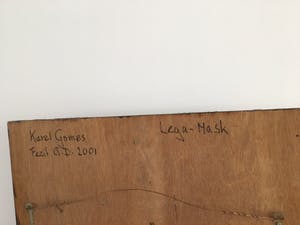 Karel Gomes
Lega-Mask
Fecit A.D. 2001